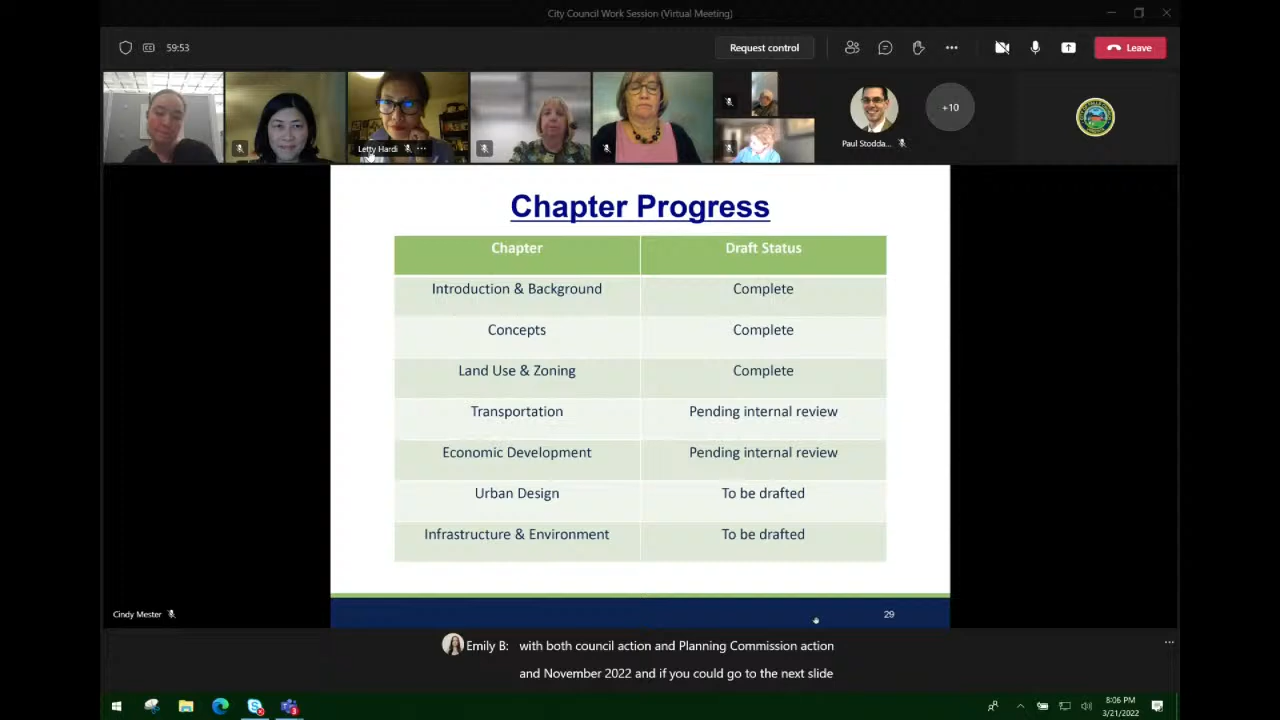 City Council Work Session (Virtual Meeting)
59:53
Request control
Leave
Letty Hardi
Paul Stodda...
+10
Chapter Progress
Chapter Draft Status
Introduction & Background Complete
Concepts Complete
Land Use & Zoning Complete
Transportation Pending internal review
Economic Development Pending internal review
Urban Design To be drafted
Infrastructure & Environment To be drafted
Cindy Mester
29
Emily B: with both council action and Planning Commission action
and November 2022 and if you could go to the next slide
8:06 PM
3/21/2022